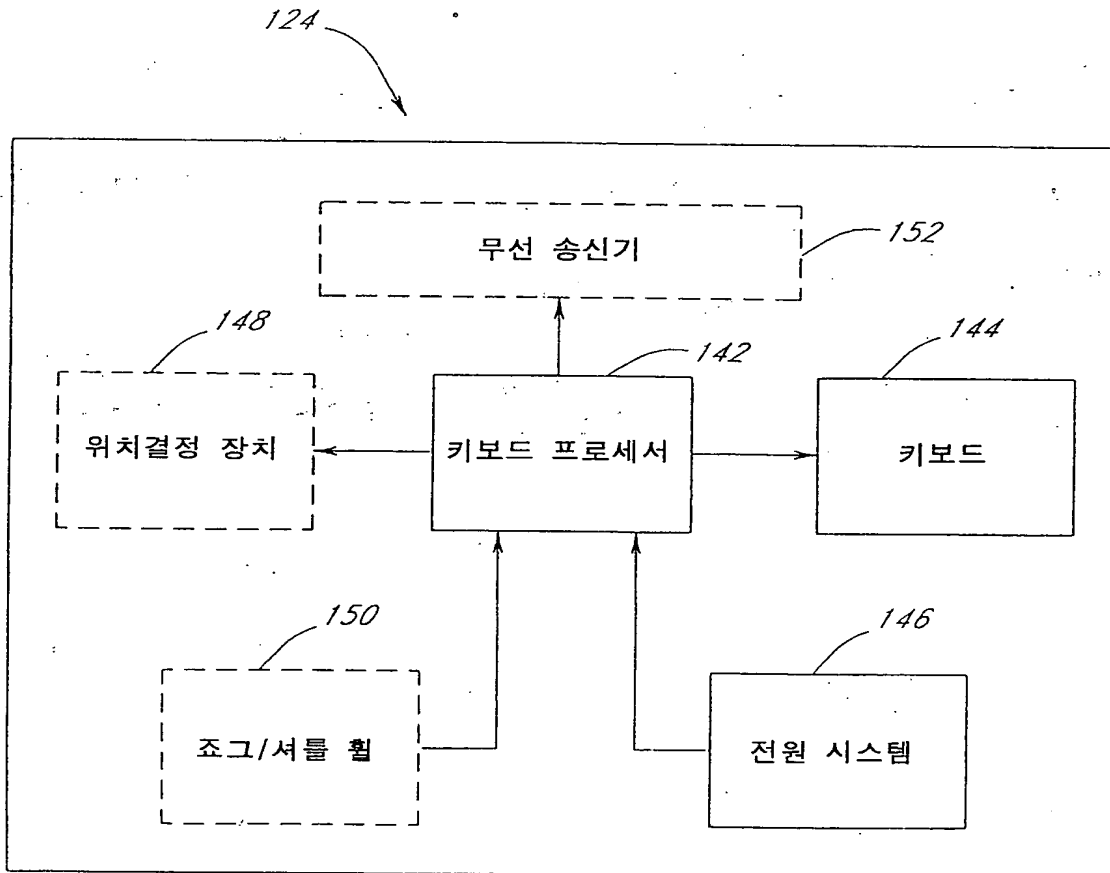 124
무선 송신기
152
148
142
144
위치결정 장치
키보드 프로세서
키보드
150
146
죠그/셔틀 휠
전원 시스템